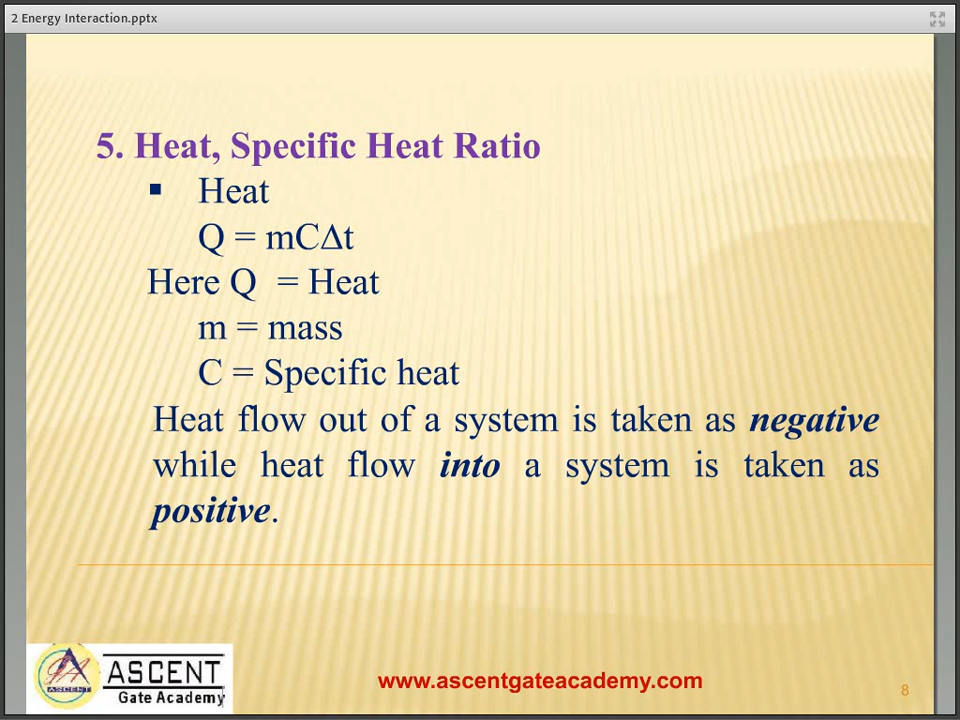 2 Energy Interaction.pptx
5. Heat, Specific Heat Ratio
▪ Heat
Q = mC∆t
Here Q = Heat
m = mass
C = Specific heat
Heat flow out of a system is taken as negative
while heat flow into a system is taken as
positive.
ASCENT
ASCENT
Gate Academy
www.ascentgateacademy.com
8